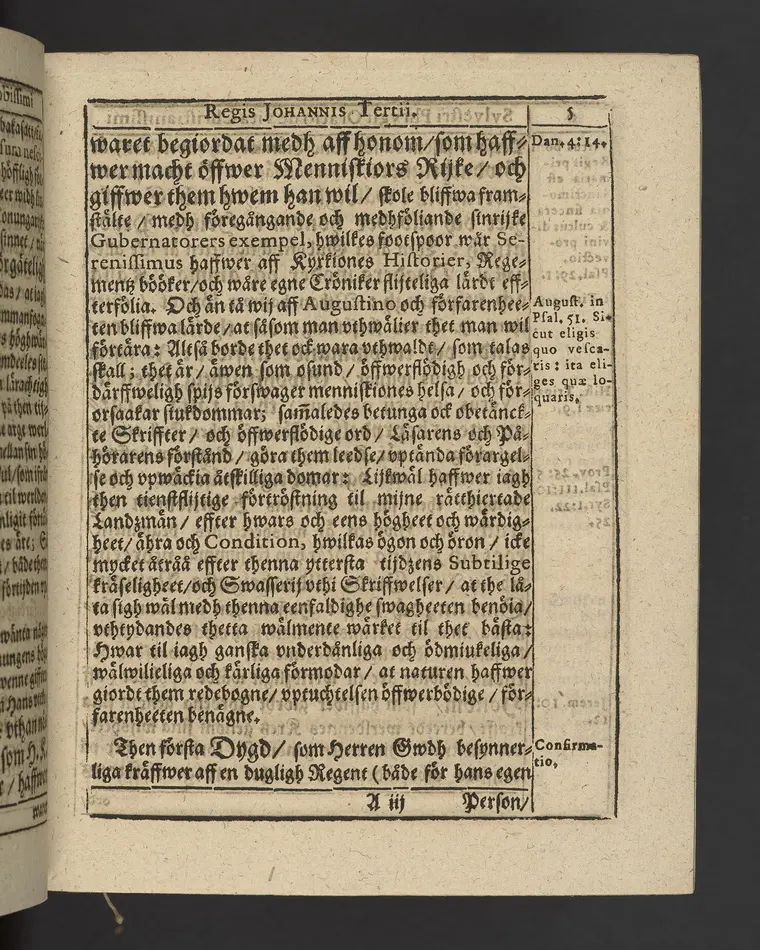 Regis JOHANNIS Tertii. 5
waret begiordat medh aff honom/som haff-
wer macht öffwer Menniskiors Rijke/ och
giffwer them hwem han wil/ skole bliffwa fram-
stälte/ medh föregångande och medhföliande sinrijke
Gubernatorers exempel, hwilkes footspoor wår Se-
renissimus haffwer aff Kyrkiones Historier, Rege-
mentz bööker/och wåre egne Cröniker flijteliga lärdt eff-
terfölia. Och än tå wij aff Augustino och förfarenhee-
ten bliffwa lärde/at såsom man vthwälier thet man wil
förtära: Altså borde thet ock wara vthwaldt/ som talas
skall; thet är/ äwen som osund/ öffwerflödigh och för-
därffweligh spijs förswager menniskiones helsa/ och för-
orsaakar siukdommar; sam̃aledes betunga ock obetänck-
te Skriffter/ och öffwerflödige ord/ Läsarens och På-
hörarens förstånd/ göra them leedse/vptända förargel-
se och vpwäckia åtskilliga domar: Lijkwäl haffwer iagh
then tienstflijtige förtröstning til mijne rätthiertade
Landzmän/ effter hwars och eens högheet och wärdig-
heet/ ähra och Condition, hwilkas ögon och öron/ icke
mycket åtråå effter thenna yttersta tijdzens Subtilige
kräseligheet/och Swasserij vthi Skriffwelser/ at the lå-
ta sigh wäl medh thenna eenfaldighe swagheeten benöia/
vthtydandes thetta wälmente wärket til thet bästa:
Hwar til iagh ganska vnderdånliga och ödmiukeliga/
wälwilieliga och kärliga förmodar/ at naturen haffwer
giordt them redebogne/ vptuchtelsen öffwerbödige/ för-
farenheeten benägne.
Then första Dygd/ som Herren Gwdh besynner-
liga kräffwer aff en dugligh Regent (både för hans egen
A iij Person/
Dan. 4: 14.
August. in
Psal. 51. Si-
cut eligis
quo vesca-
ris: ita eli-
ges quæ lo-
quaris.
Confirma-
tio.